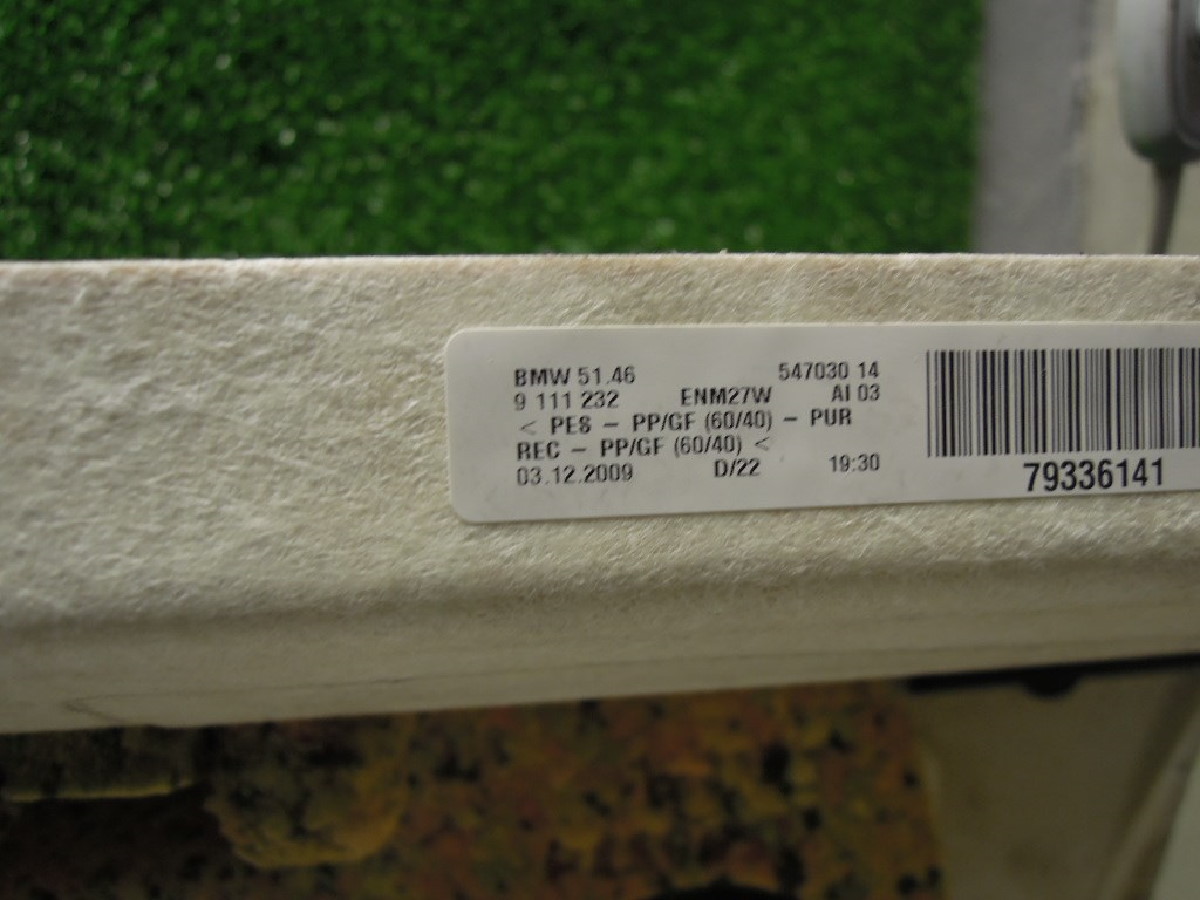 BMW 51.46 547030 14
9 111 232 ENM27W AI 03
< PES – PP/GF (60/40) – PUR
REC – PP/GF (60/40) <
03.12.2009 D/22 19:30
79336141